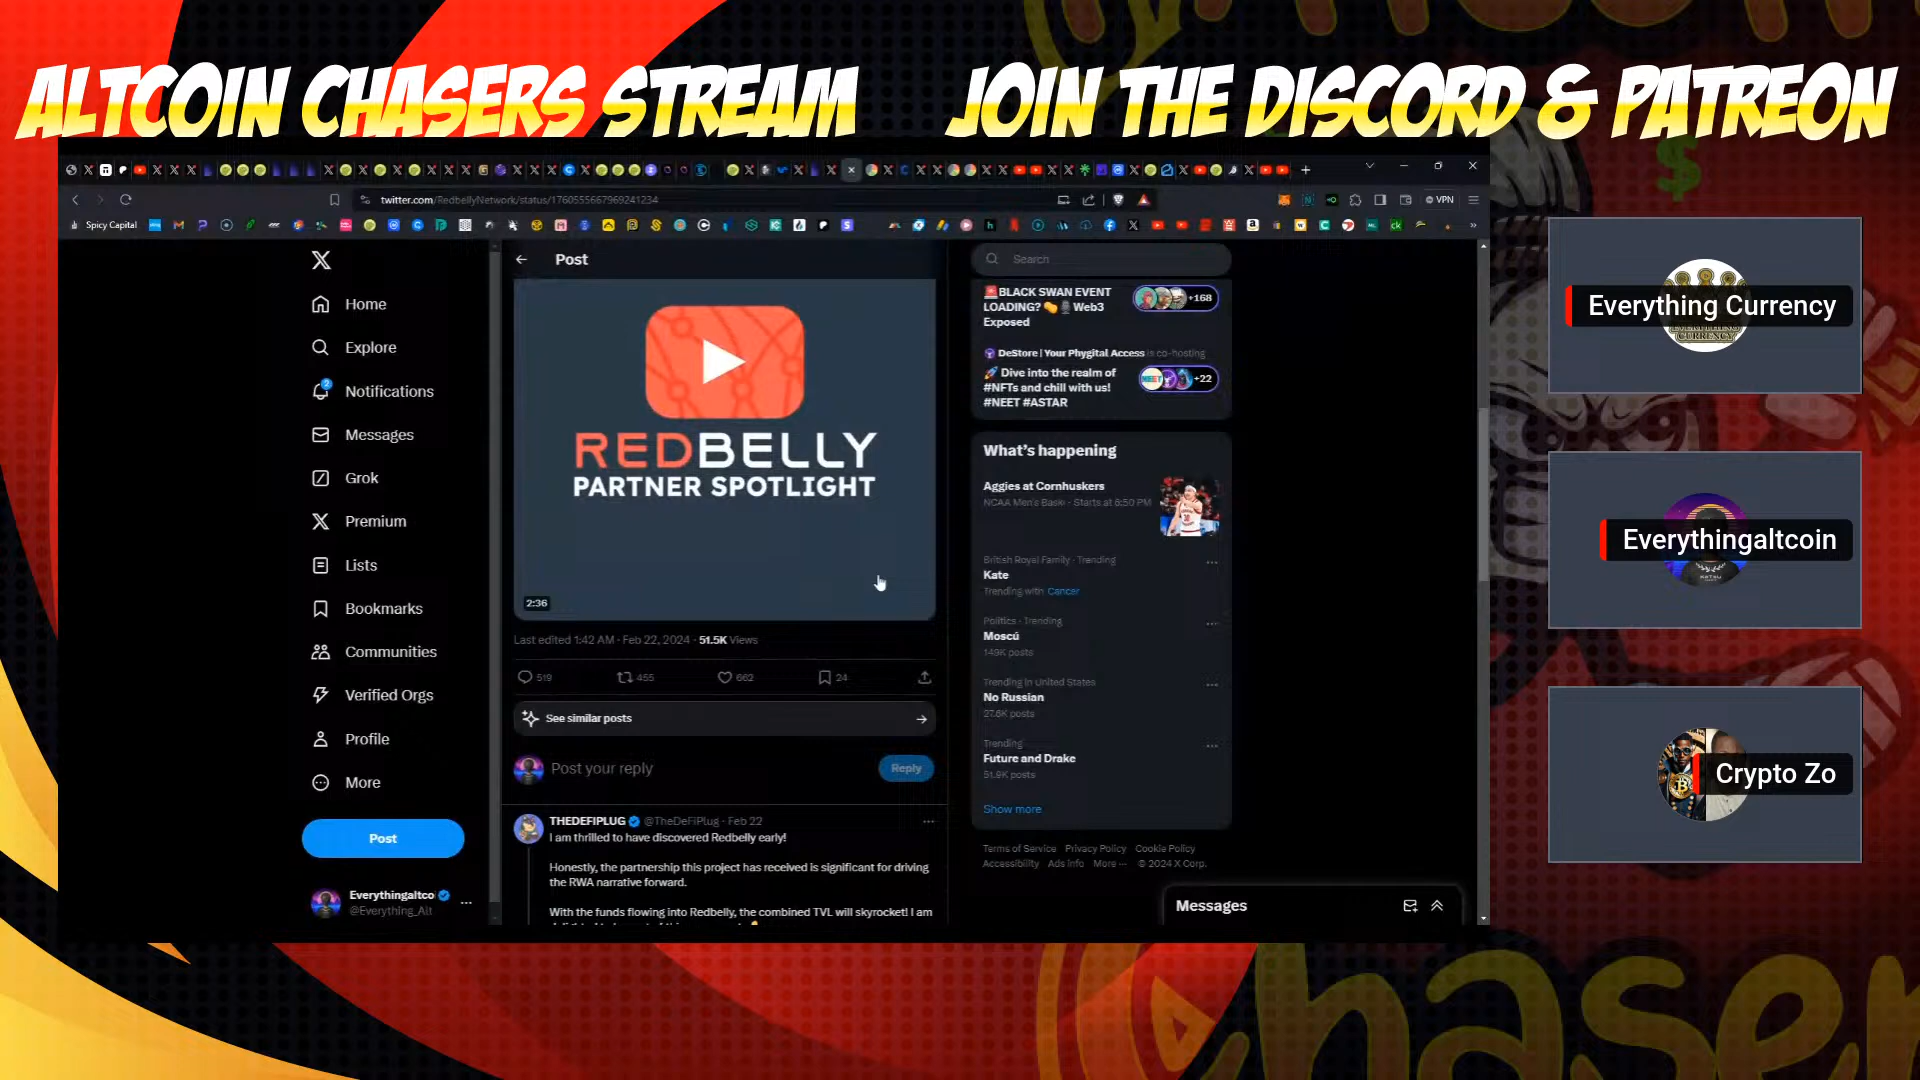 ALTCOIN CHASERS STREAM
JOIN THE DISCORD & PATREON
twitter.com/RedbellyNetwork/status/1760555667969241234
VPN
Spicy Capital
Home
Explore
2
Notifications
Messages
Grok
Premium
Lists
Bookmarks
Communities
Verified Orgs
Profile
More
Post
Everythingaltco
@Everything_Alt
Post
REDBELLY
PARTNER SPOTLIGHT
2:36
Last edited 1:42 AM · Feb 22, 2024 · 51.5K Views
519
455
662
24
See similar posts
Post your reply
Reply
THEDEFIPLUG @TheDeFiPlug · Feb 22
I am thrilled to have discovered Redbelly early!
Honestly, the partnership this project has received is significant for driving
the RWA narrative forward.
With the funds flowing into Redbelly, the combined TVL will skyrocket! I am
Search
BLACK SWAN EVENT
LOADING? Web3
Exposed
+168
DeStore | Your Phygital Access is co-hosting
Dive into the realm of
#NFTs and chill with us!
#NEET #ASTAR
+22
What's happening
Aggies at Cornhuskers
NCAA Men's Bask · Starts at 6:50 PM
British Royal Family · Trending
Kate
Trending with Cancer
Politics · Trending
Moscú
149K posts
Trending in United States
No Russian
27.6K posts
Trending
Future and Drake
51.9K posts
Show more
Terms of Service Privacy Policy Cookie Policy
Accessibility Ads info More ··· © 2024 X Corp.
Messages
Everything Currency
CURRENCY
Everythingaltcoin
Crypto Zo
Chaser